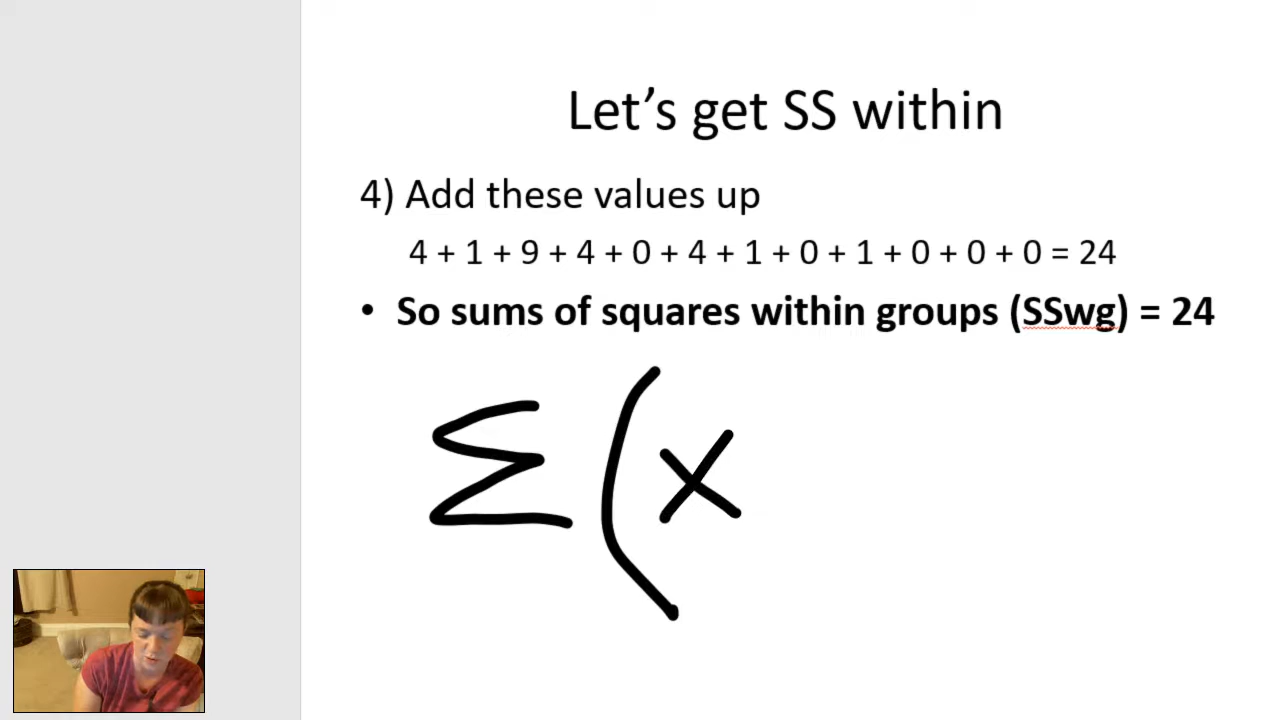 Let’s get SS within
4) Add these values up
4 + 1 + 9 + 4 + 0 + 4 + 1 + 0 + 1 + 0 + 0 + 0 = 24
• So sums of squares within groups (SSwg) = 24
Σ (x